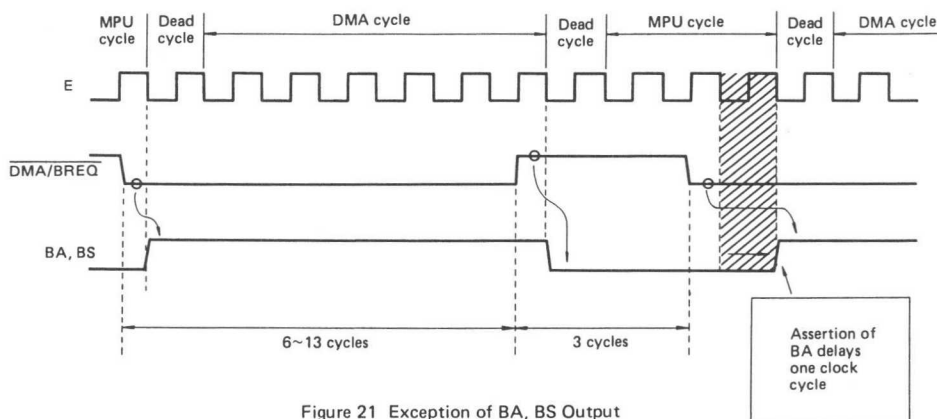 MPU cycle
Dead cycle
DMA cycle
Dead cycle
MPU cycle
Dead cycle
DMA cycle
E
DMA/BREQ
BA, BS
6~13 cycles
3 cycles
Assertion of
BA delays
one clock
cycle
Figure 21 Exception of BA, BS Output